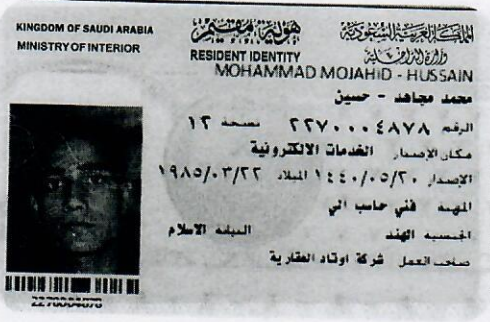 KINGDOM OF SAUDI ARABIA
MINISTRY OF INTERIOR
هوية مقيم
RESIDENT IDENTITY
المملكة العربية السعودية
وزارة الداخلية
MOHAMMAD MOJAHID - HUSSAIN
محمد مجاهد - حسين
الرقم ٢٢٧٠٠٠٤٨٧٨ نسخة ١٢
مكان الإصدار الخدمات الالكترونية
الإصدار ١٤٤٠/٠٥/٢٠ الميلاد ١٩٨٥/٠٣/٢٢
المهنة فني حاسب الي
الجنسية الهند الديانة الاسلام
صاحب العمل شركة اوتاد العقارية
2270004878